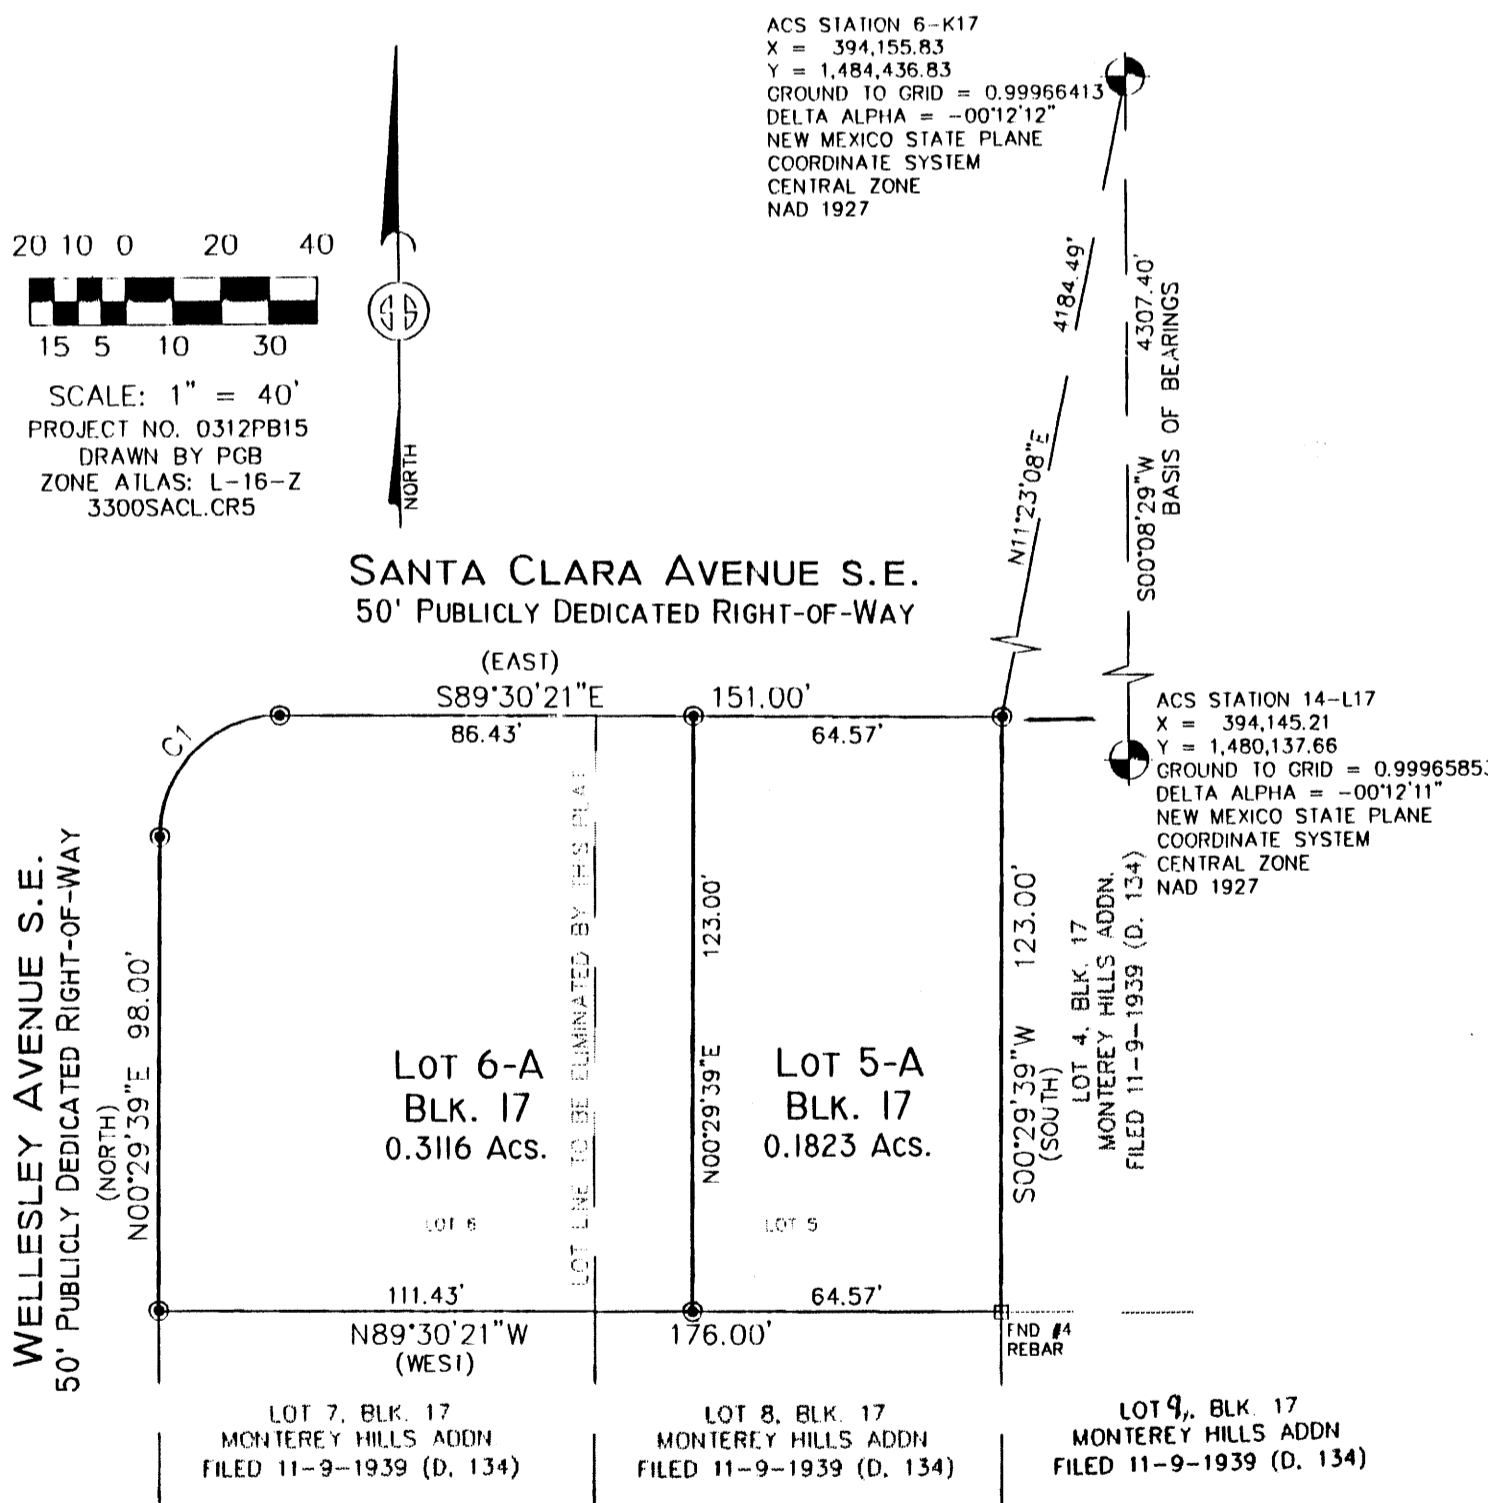 ACS STATION 6-K17
X = 394,155.83
Y = 1,484,436.83
GROUND TO GRID = 0.99966413
DELTA ALPHA = -00°12'12"
NEW MEXICO STATE PLANE
COORDINATE SYSTEM
CENTRAL ZONE
NAD 1927
20 10 0 20 40
15 5 10 30
SCALE: 1" = 40'
PROJECT NO. 0312PB15
DRAWN BY PGB
ZONE ATLAS: L-16-Z
3300SACL.CR5
NORTH
N11°23'08"E 4184.49'
S00°08'29"W 4307.40'
BASIS OF BEARINGS
SANTA CLARA AVENUE S.E.
50' PUBLICLY DEDICATED RIGHT-OF-WAY
(EAST)
S89°30'21"E 151.00'
86.43' 64.57'
C1
ACS STATION 14-L17
X = 394,145.21
Y = 1,480,137.66
GROUND TO GRID = 0.9996585
DELTA ALPHA = -00°12'11"
NEW MEXICO STATE PLANE
COORDINATE SYSTEM
CENTRAL ZONE
NAD 1927
WELLESLEY AVENUE S.E.
50' PUBLICLY DEDICATED RIGHT-OF-WAY
(NORTH)
N00°29'39"E 98.00'
LOT 6-A
BLK. 17
0.3116 ACS.
LOT 6
LOT LINE TO BE ELIMINATED BY THIS PLAT
N00°29'39"E 123.00'
LOT 5-A
BLK. 17
0.1823 ACS.
LOT 5
S00°29'39"W 123.00'
(SOUTH)
LOT 4, BLK. 17
MONTEREY HILLS ADDN.
FILED 11-9-1939 (D. 134)
111.43' 64.57'
N89°30'21"W 176.00'
(WEST)
FND #4
REBAR
LOT 7, BLK. 17
MONTEREY HILLS ADDN
FILED 11-9-1939 (D. 134)
LOT 8, BLK. 17
MONTEREY HILLS ADDN
FILED 11-9-1939 (D. 134)
LOT 9, BLK. 17
MONTEREY HILLS ADDN
FILED 11-9-1939 (D. 134)